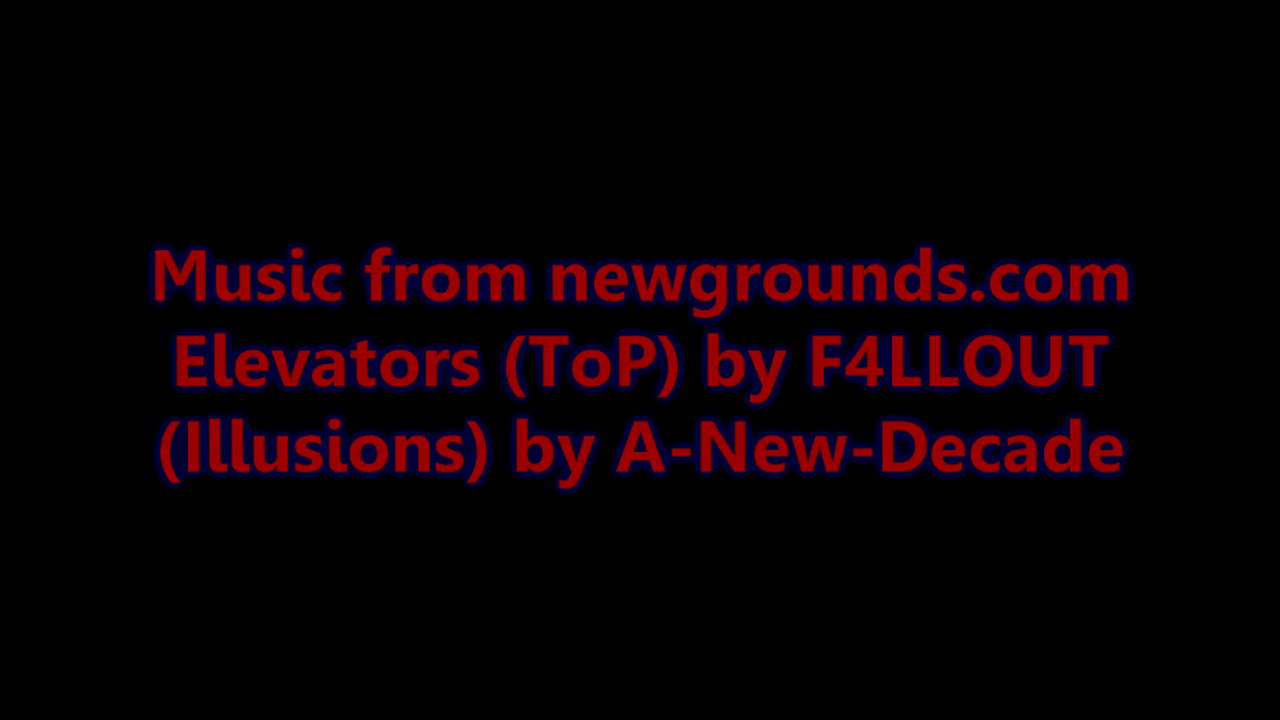 Music from newgrounds.com
Elevators (ToP) by F4LLOUT
(Illusions) by A-New-Decade